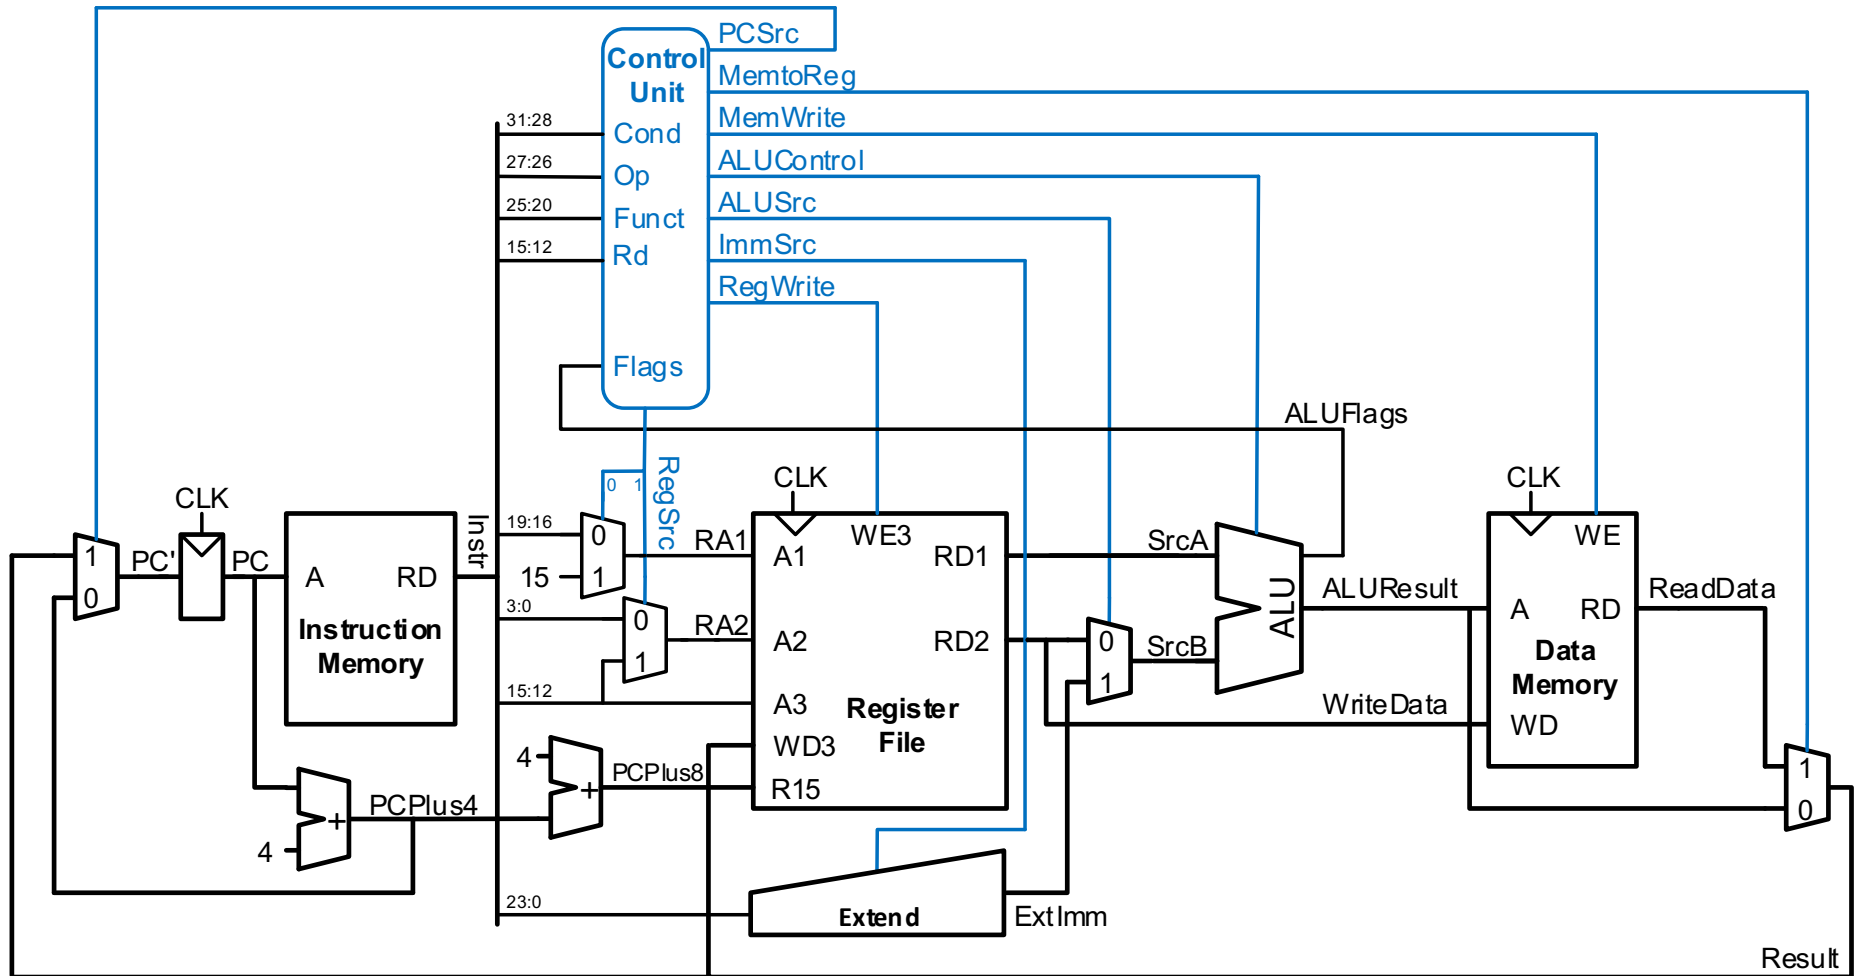 PCSrc
Control
Unit
MemtoReg
31:28
Cond
MemWrite
27:26
Op
ALUControl
25:20
Funct
ALUSrc
15:12
Rd
ImmSrc
RegWrite
Flags
ALUFlags
RegSrc
0 1
CLK
CLK
CLK
Instr
19:16
0
1
15
RA1
A1
WE3
RD1
SrcA
WE
1
0
PC'
PC
A
RD
Instruction
Memory
3:0
0
1
RA2
A2
RD2
0
1
SrcB
ALU
ALUResult
A
RD
ReadData
Data
Memory
15:12
A3
Register
File
WriteData
WD
WD3
4
+
PCPlus8
R15
1
0
PCPlus4
4
+
23:0
Extend
ExtImm
Result